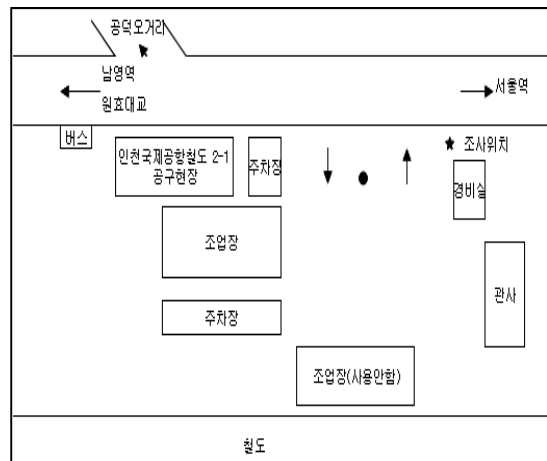 공덕오거리
남영역
원효대교
서울역
버스
인천국제공항철도 2-1
공구현장
주차장
★ 조사위치
경비실
조업장
관사
주차장
조업장(사용안함)
철도